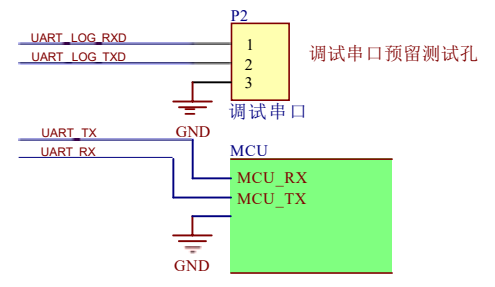 P2
UART_LOG_RXD
1
调试串口预留测试孔
UART_LOG_TXD
2
3
调试串口
GND
UART_TX
UART_RX
MCU
MCU_RX
MCU_TX
GND